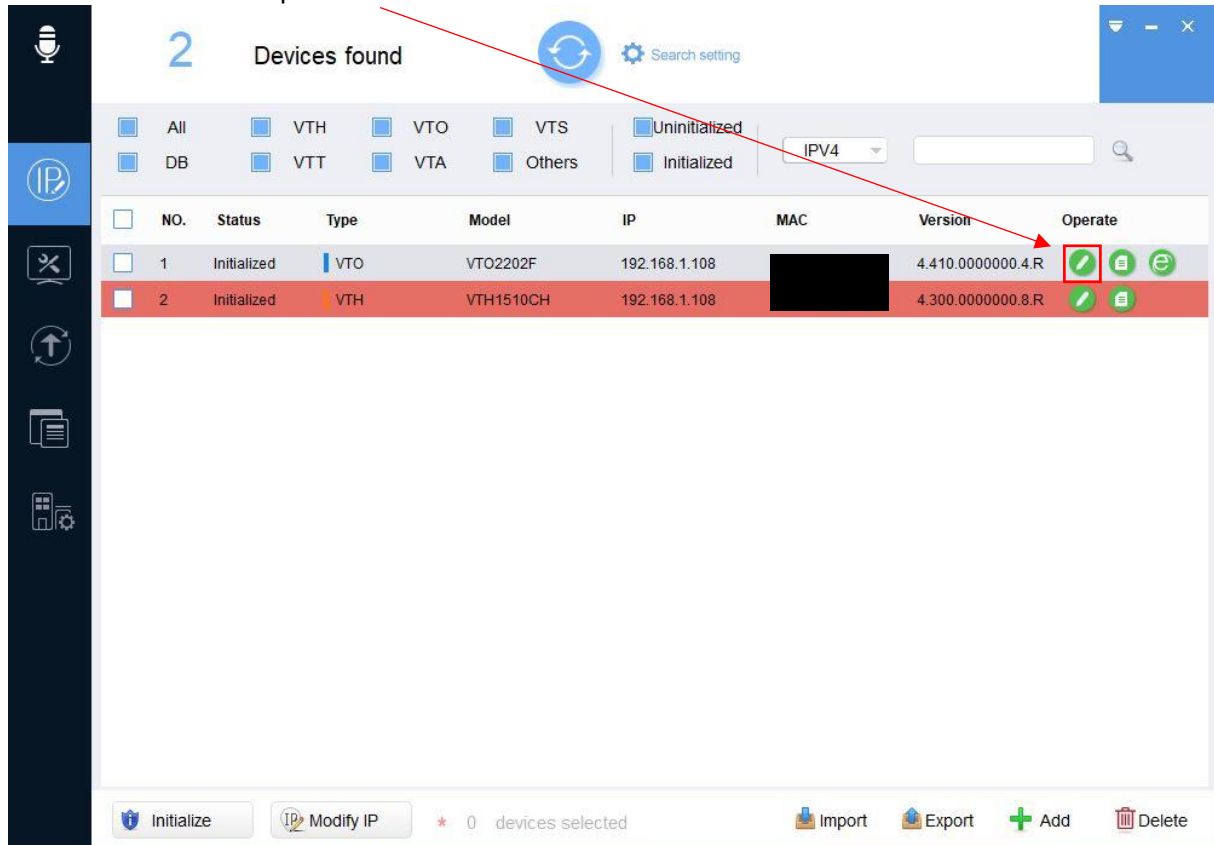 2 Devices found Search setting
All VTH VTO VTS Uninitialized
DB VTT VTA Others Initialized IPV4
NO. Status Type Model IP MAC Version Operate
1 Initialized VTO VTO2202F 192.168.1.108 4.410.0000000.4.R
2 Initialized VTH VTH1510CH 192.168.1.108 4.300.0000000.8.R
Initialize Modify IP * 0 devices selected Import Export Add Delete